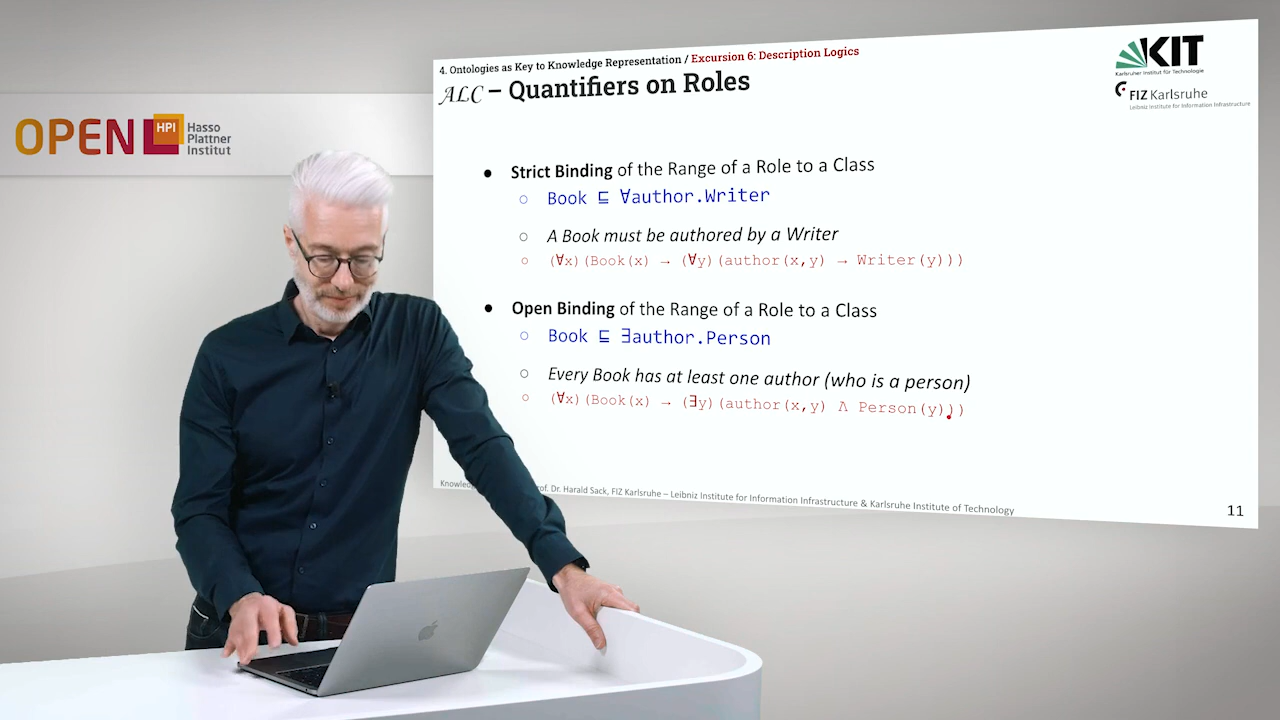 OPEN HPI Hasso
Plattner
Institut
4. Ontologies as Key to Knowledge Representation / Excursion 6: Description Logics
ALC – Quantifiers on Roles
KIT
Karlsruher Institut für Technologie
FIZ Karlsruhe
Leibniz Institute for Information Infrastructure
● Strict Binding of the Range of a Role to a Class
○ Book ⊑ ∀author.Writer
○ A Book must be authored by a Writer
○ (∀x)(Book(x) → (∀y)(author(x,y) → Writer(y)))
● Open Binding of the Range of a Role to a Class
○ Book ⊑ ∃author.Person
○ Every Book has at least one author (who is a person)
○ (∀x)(Book(x) → (∃y)(author(x,y) ∧ Person(y)))
Dr. Harald Sack, FIZ Karlsruhe – Leibniz Institute for Information Infrastructure & Karlsruhe Institute of Technology
11